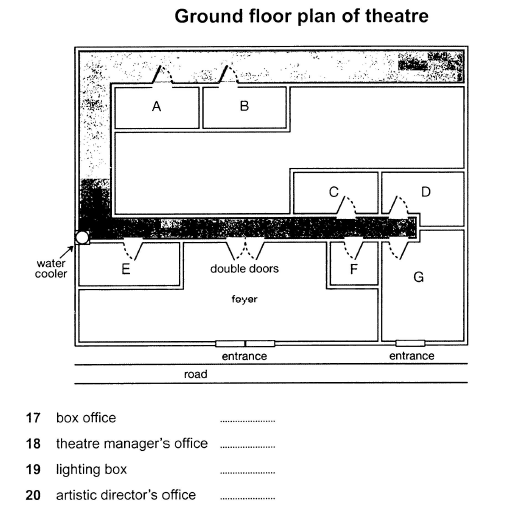 Ground floor plan of theatre
A
B
C
D
water
cooler
E
double doors
F
G
foyer
entrance
entrance
road
17 box office ......................
18 theatre manager's office ......................
19 lighting box ......................
20 artistic director's office ......................